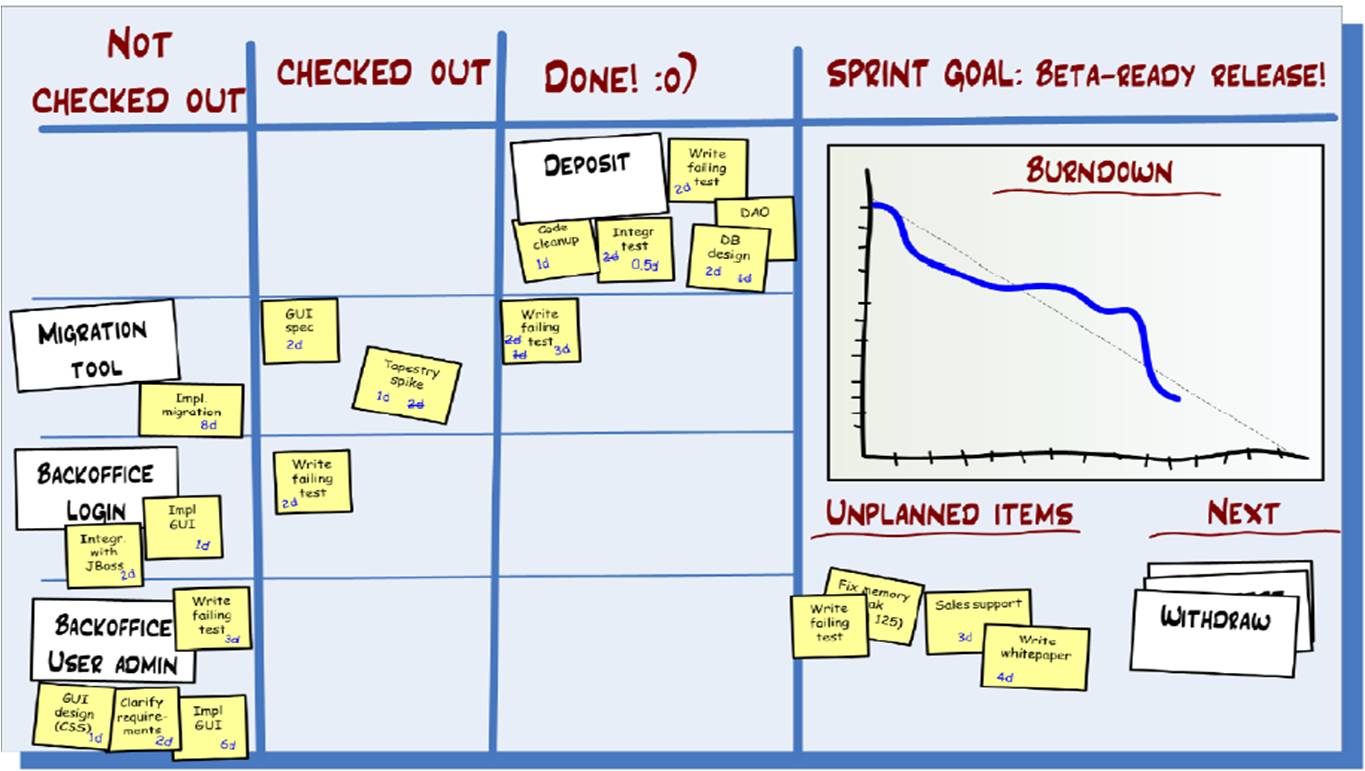 NOT
CHECKED OUT
CHECKED OUT
DONE! :o)
SPRINT GOAL: BETA-READY RELEASE!
DEPOSIT
Write
failing
test
2d
DAO
Code
cleanup
1d
Integr
test
2d
0.5d
DB
design
2d
1d
MIGRATION
TOOL
Impl.
migration
8d
GUI
spec
2d
Tapestry
spike
1d
2d
Write
failing
test
2d
1d
3d
BACKOFFICE
LOGIN
Impl
GUI
1d
Integr.
with
JBoss
2d
Write
failing
test
2d
BACKOFFICE
USER ADMIN
Write
failing
test
3d
GUI
design
(CSS)
1d
Clarify
require-
ments
2d
Impl
GUI
6d
BURNDOWN
UNPLANNED ITEMS
Fix memory
125)
Write
failing
test
Sales support
3d
Write
whitepaper
4d
NEXT
WITHDRAW